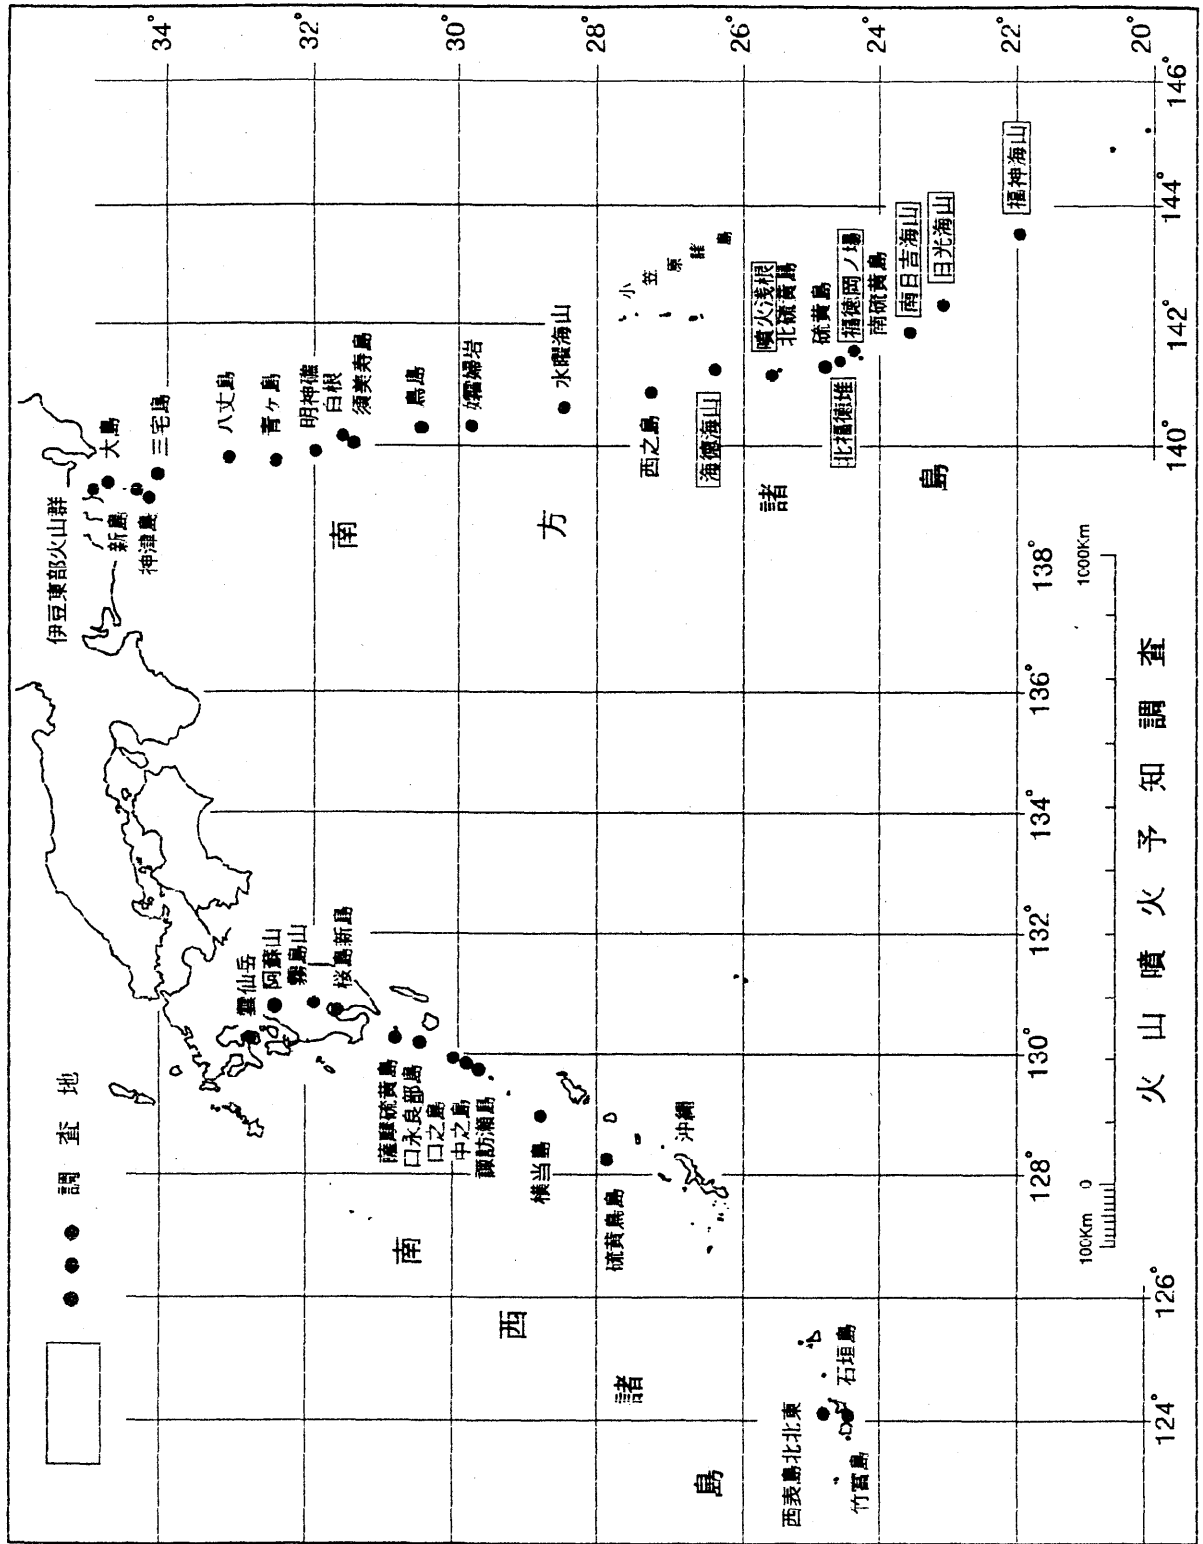 調査地
34° 32° 30° 28° 26° 24° 22° 20°
124° 126° 128° 130° 132° 134° 136° 138° 140° 142° 144° 146°
伊豆東部火山群
大島
新島
神津島
三宅島
八丈島
青ヶ島
明神礁
白根
須美寿島
鳥島
孀婦岩
水曜海山
西之島
海徳海山
噴火浅根
北硫黄島
硫黄島
北福徳堆
福徳岡ノ場
南硫黄島
南日吉海山
日光海山
福神海山
小笠原諸島
南方諸島
雲仙岳
阿蘇山
霧島山
桜島新島
薩摩硫黄島
口永良部島
口之島
中之島
諏訪瀬島
横当島
硫黄鳥島
沖縄
南西諸島
西表島北北東
石垣島
竹富島
100Km 0 1000Km
火山噴火予知調査